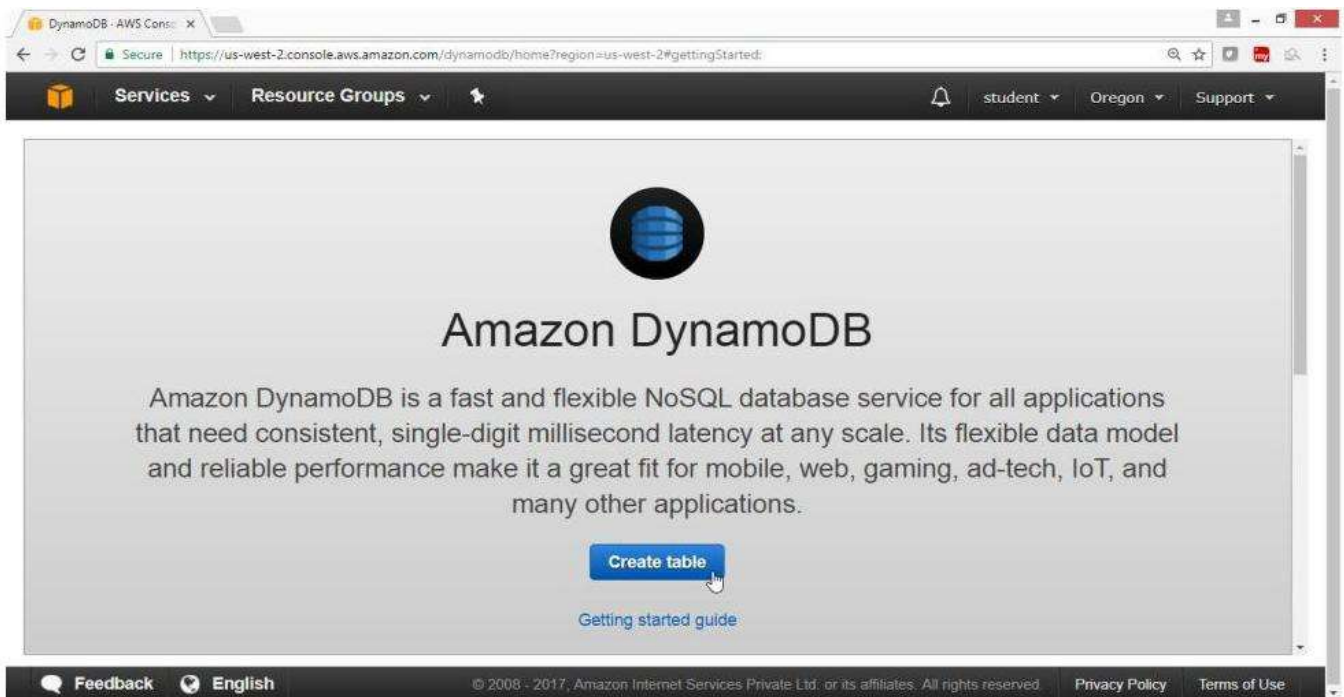 DynamoDB · AWS Cons
Secure | https://us-west-2.console.aws.amazon.com/dynamodb/home?region=us-west-2#gettingStarted:
my
Services Resource Groups student Oregon Support
Amazon DynamoDB
Amazon DynamoDB is a fast and flexible NoSQL database service for all applications
that need consistent, single-digit millisecond latency at any scale. Its flexible data model
and reliable performance make it a great fit for mobile, web, gaming, ad-tech, IoT, and
many other applications.
Create table
Getting started guide
Feedback English © 2008 - 2017, Amazon Internet Services Private Ltd. or its affiliates. All rights reserved. Privacy Policy Terms of Use